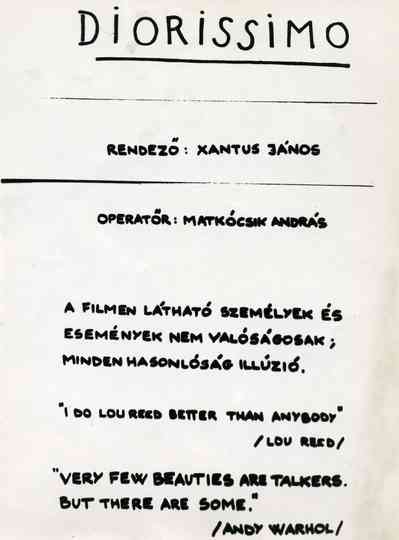 DiORiSSiMO
RENDEZŐ: XANTUS JÁNOS
OPERATŐR: MATKÓCSIK ANDRÁS
A FILMEN LÁTHATÓ SZEMÉLYEK ÉS
ESEMÉNYEK NEM VALÓSÁGOSAK;
MINDEN HASONLÓSÁG ILLÚZIÓ.
"I DO LOU REED BETTER THAN ANYBODY"
/LOU REED/
"VERY FEW BEAUTIES ARE TALKERS.
BUT THERE ARE SOME."
/ANDY WARHOL/